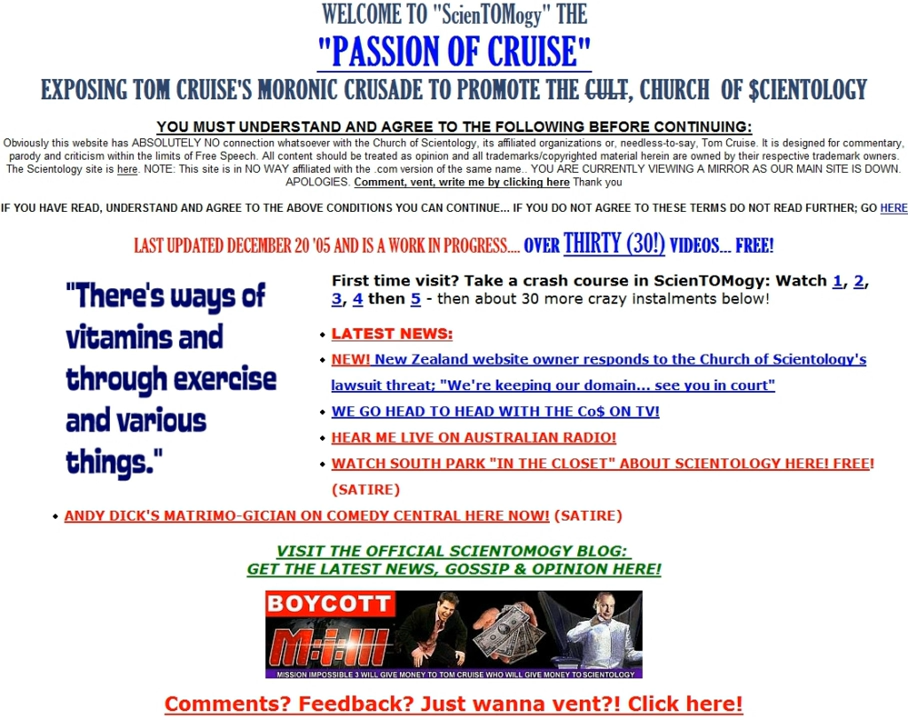 WELCOME TO "ScienTOMogy" THE
"PASSION OF CRUISE"
EXPOSING TOM CRUISE'S MORONIC CRUSADE TO PROMOTE THE CULT, CHURCH OF $CIENTOLOGY
YOU MUST UNDERSTAND AND AGREE TO THE FOLLOWING BEFORE CONTINUING:
Obviously this website has ABSOLUTELY NO connection whatsoever with the Church of Scientology, its affiliated organizations or, needless-to-say, Tom Cruise. It is designed for commentary,
parody and criticism within the limits of Free Speech. All content should be treated as opinion and all trademarks/copyrighted material herein are owned by their respective trademark owners.
The Scientology site is here. NOTE: This site is in NO WAY affiliated with the .com version of the same name.. YOU ARE CURRENTLY VIEWING A MIRROR AS OUR MAIN SITE IS DOWN.
APOLOGIES. Comment, vent, write me by clicking here Thank you
IF YOU HAVE READ, UNDERSTAND AND AGREE TO THE ABOVE CONDITIONS YOU CAN CONTINUE... IF YOU DO NOT AGREE TO THESE TERMS DO NOT READ FURTHER; GO HERE
LAST UPDATED DECEMBER 20 '05 AND IS A WORK IN PROGRESS.... OVER THIRTY (30!) VIDEOS... FREE!
"There's ways of
vitamins and
through exercise
and various
things."
First time visit? Take a crash course in ScienTOMogy: Watch 1, 2,
3, 4 then 5 - then about 30 more crazy instalments below!
• LATEST NEWS:
• NEW! New Zealand website owner responds to the Church of Scientology's
lawsuit threat; "We're keeping our domain... see you in court"
• WE GO HEAD TO HEAD WITH THE Co$ ON TV!
• HEAR ME LIVE ON AUSTRALIAN RADIO!
• WATCH SOUTH PARK "IN THE CLOSET" ABOUT SCIENTOLOGY HERE! FREE!
(SATIRE)
• ANDY DICK'S MATRIMO-GICIAN ON COMEDY CENTRAL HERE NOW! (SATIRE)
VISIT THE OFFICIAL SCIENTOMOGY BLOG:
GET THE LATEST NEWS, GOSSIP & OPINION HERE!
BOYCOTT
M:i:III
MISSION IMPOSSIBLE 3 WILL GIVE MONEY TO TOM CRUISE WHO WILL GIVE MONEY TO SCIENTOLOGY
Comments? Feedback? Just wanna vent?! Click here!